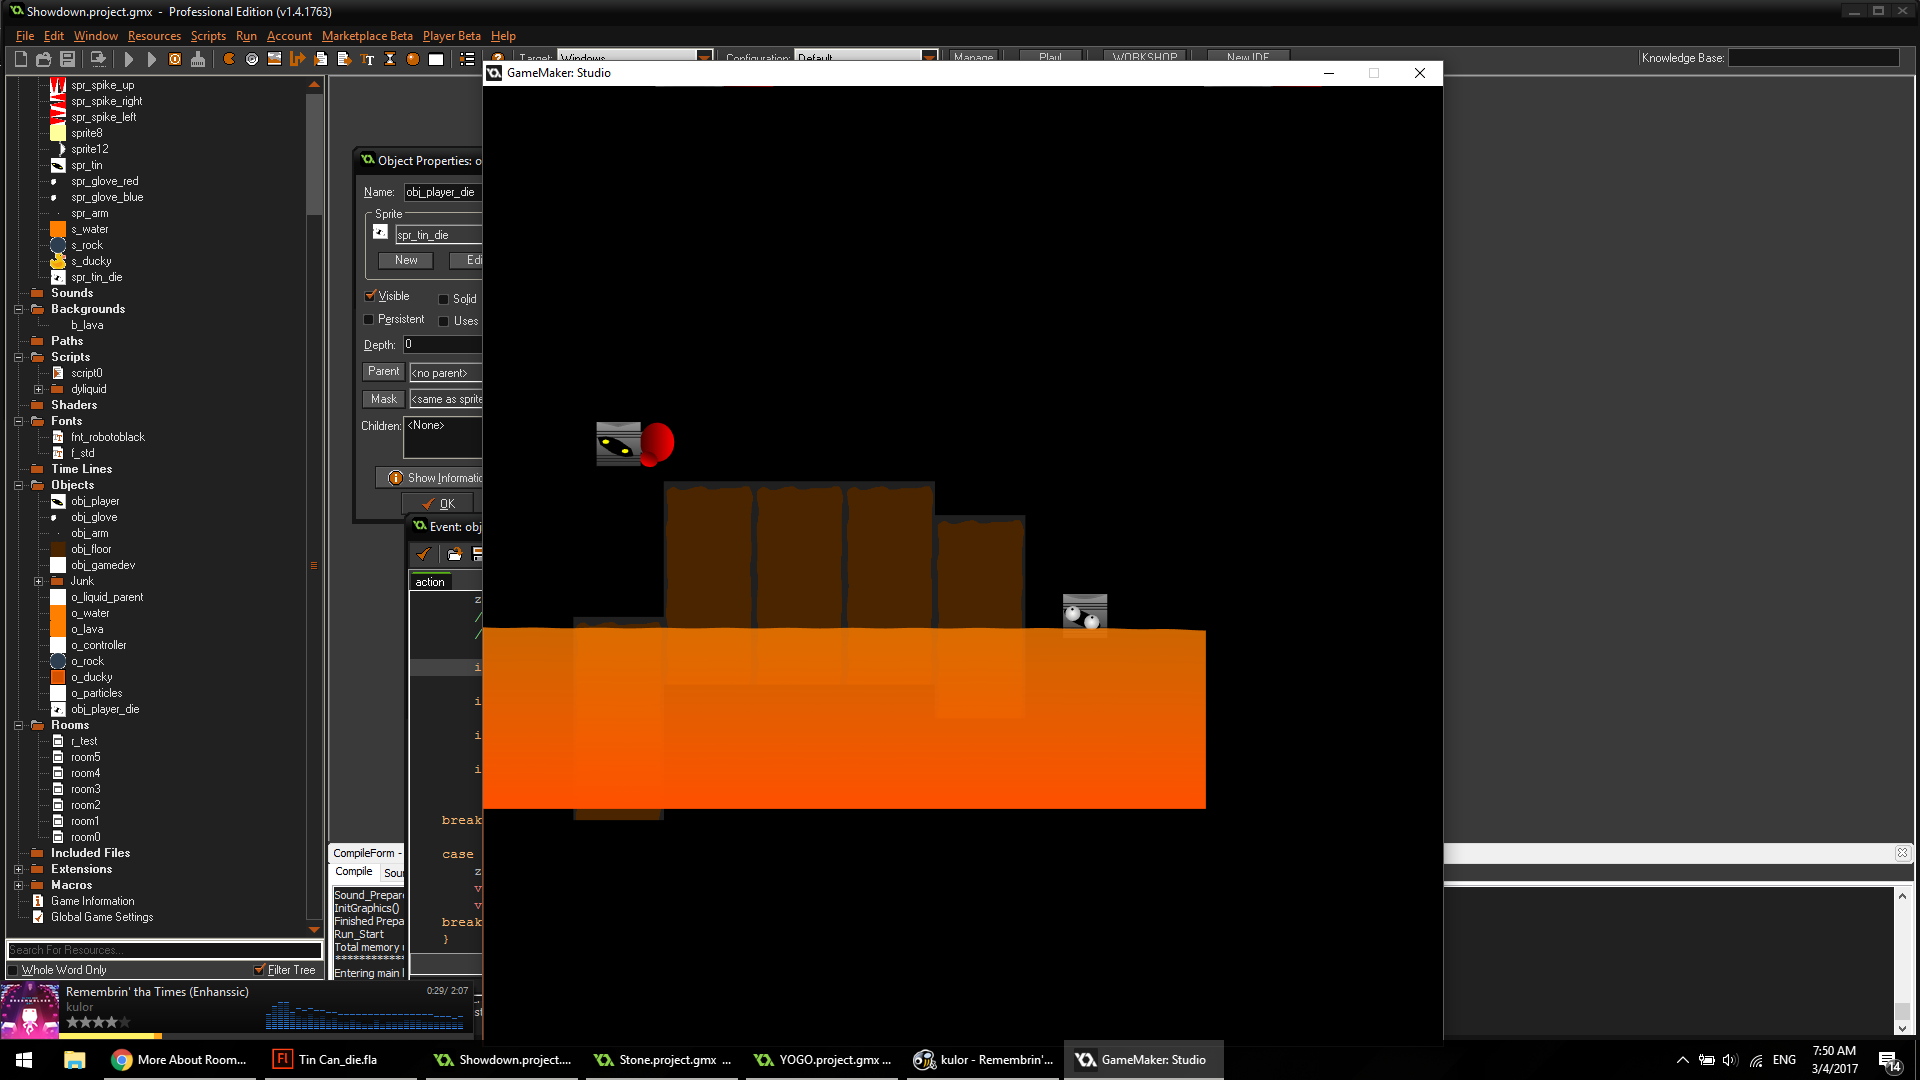 Showdown.project.gmx - Professional Edition (v1.4.1763)
File Edit Window Resources Scripts Run Account Marketplace Beta Player Beta Help
Target: Windows Configuration: Default Manage Play! WORKSHOP New IDE Knowledge Base:
GameMaker: Studio
spr_spike_up
spr_spike_right
spr_spike_left
sprite8
sprite12
spr_tin
spr_glove_red
spr_glove_blue
spr_arm
s_water
s_rock
s_ducky
spr_tin_die
Sounds
Backgrounds
b_lava
Paths
Scripts
script0
dyliquid
Shaders
Fonts
fnt_robotoblack
f_std
Time Lines
Objects
obj_player
obj_glove
obj_arm
obj_floor
obj_gamedev
Junk
o_liquid_parent
o_water
o_lava
o_controller
o_rock
o_ducky
o_particles
obj_player_die
Rooms
r_test
room5
room4
room3
room2
room1
room0
Included Files
Extensions
Macros
Game Information
Global Game Settings
Search For Resources...
Whole Word Only Filter Tree
Object Properties: o
Name: obj_player_die
Sprite
spr_tin_die
New Edi
Visible Solid
Persistent Uses
Depth: 0
Parent <no parent>
Mask <same as sprite
Children: <None>
Show Informatio
OK
Event: obj
action
z
/
/
i
i
i
i
break
case
z
v
v
break
}
CompileForm -
Compile Soun
Sound_Prepare
InitGraphics()
Finished Prepa
Run_Start
Total memory u
*************
Entering main l
st
Remembrin' tha Times (Enhanssic) 0:29/ 2:07
kulor
More About Room... Fl Tin Can_die.fla Showdown.project.... Stone.project.gmx ... YOGO.project.gmx ... kulor - Remembrin'... GameMaker: Studio
ENG
7:50 AM
3/4/2017
14